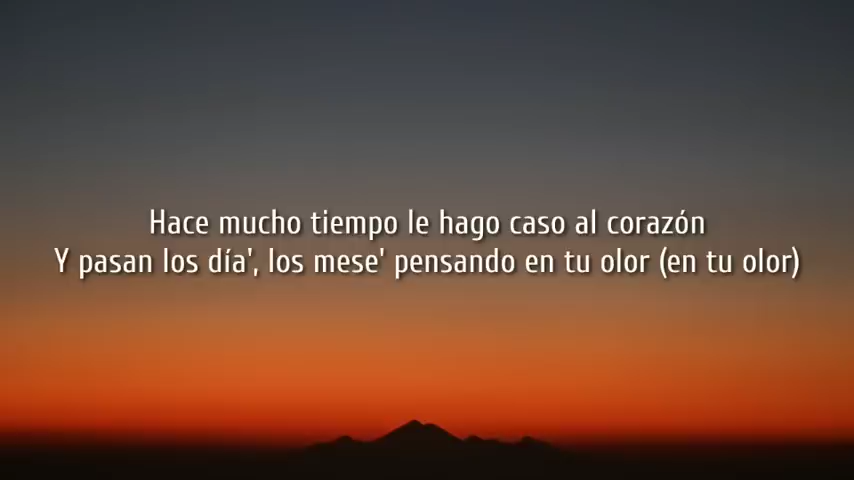 Hace mucho tiempo le hago caso al corazón
Y pasan los día', los mese' pensando en tu olor (en tu olor)